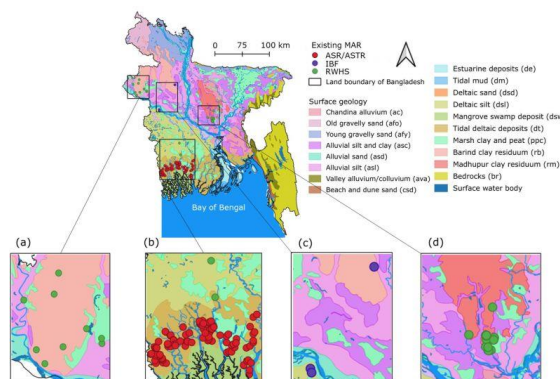 0 50 75 100 km
Existing MAR
ASR/ASTR
IBF
RWHS
Land boundary of Bangladesh
Surface geology
Chandina alluvium (ac)
Old gravelly sand (afo)
Young gravelly sand (afy)
Alluvial silt and clay (asc)
Alluvial sand (asd)
Alluvial silt (asl)
Valley alluvium/colluvium (ava)
Beach and dune sand (csd)
Estuarine deposits (de)
Tidal mud (dm)
Deltaic sand (dsd)
Deltaic silt (dsl)
Mangrove swamp deposit (dsw
Tidal deltaic deposits (dt)
Marsh clay and peat (ppc)
Barind clay residuum (rb)
Madhupur clay residuum (rm)
Bedrocks (br)
Surface water body
Bay of Bengal
(a)
(b)
(c)
(d)